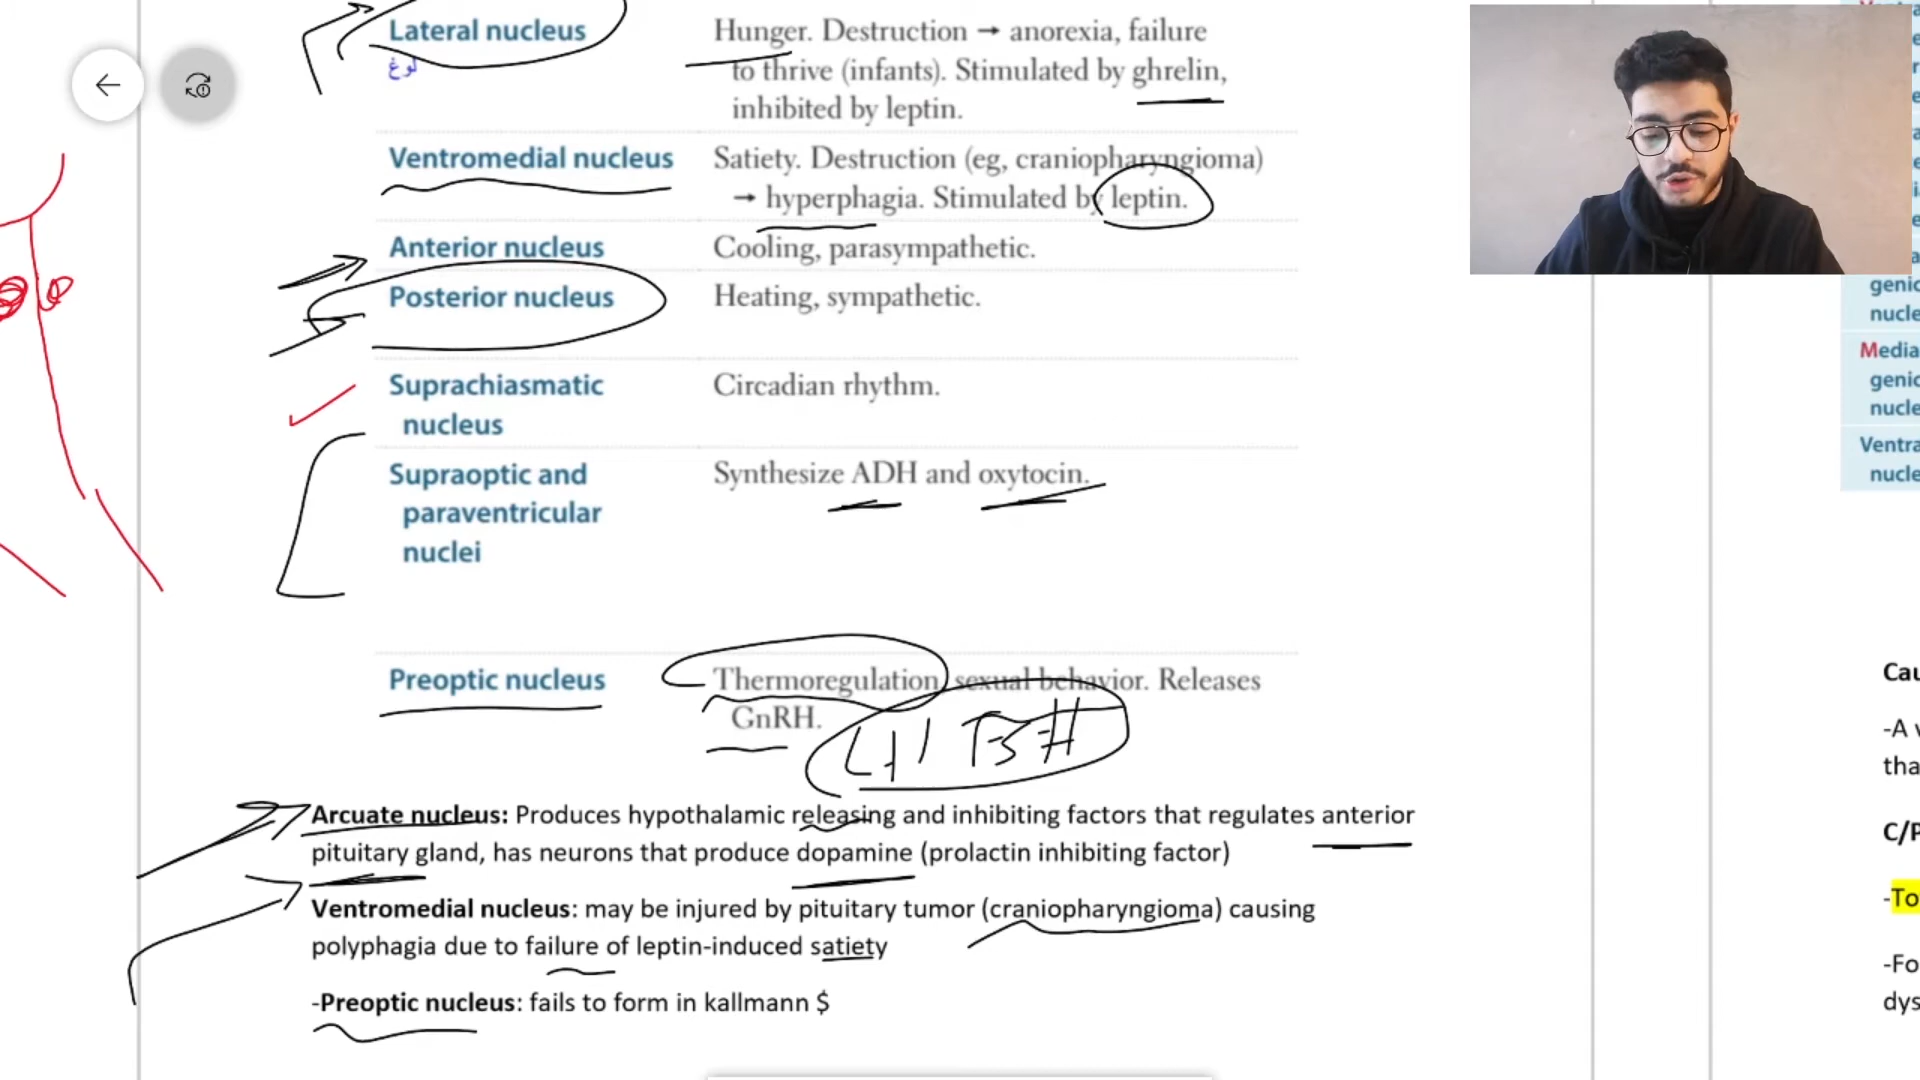 Lateral nucleus
Hunger. Destruction → anorexia, failure
to thrive (infants). Stimulated by ghrelin,
inhibited by leptin.
Ventromedial nucleus
Satiety. Destruction (eg, craniopharyngioma)
→ hyperphagia. Stimulated by leptin.
Anterior nucleus
Cooling, parasympathetic.
Posterior nucleus
Heating, sympathetic.
Suprachiasmatic
nucleus
Circadian rhythm.
Supraoptic and
paraventricular
nuclei
Synthesize ADH and oxytocin.
Preoptic nucleus
Thermoregulation, sexual behavior. Releases
GnRH.
LH FSH
Arcuate nucleus: Produces hypothalamic releasing and inhibiting factors that regulates anterior
pituitary gland, has neurons that produce dopamine (prolactin inhibiting factor)
Ventromedial nucleus: may be injured by pituitary tumor (craniopharyngioma) causing
polyphagia due to failure of leptin-induced satiety
-Preoptic nucleus: fails to form in kallmann $
genic
nucle
Media
genic
nucle
Ventra
nucle
Cau
-A v
tha
C/P
-To
-Fo
dys